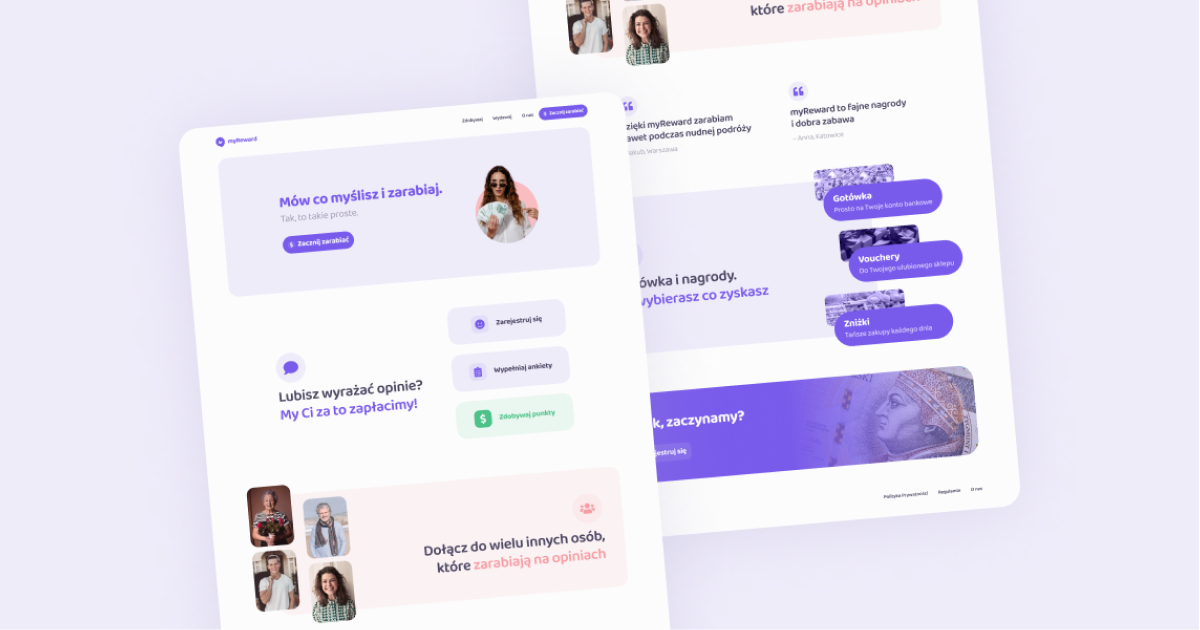 myReward
Zdobywaj
Wydawaj
O nas
Zacznij zarabiać
Mów co myślisz i zarabiaj.
Tak, to takie proste.
Zacznij zarabiać
Lubisz wyrażać opinie?
My Ci za to zapłacimy!
Zarejestruj się
Wypełniaj ankiety
Zdobywaj punkty
Dołącz do wielu innych osób,
które zarabiają na opiniach
które zarabiają na opiniach
zięki myReward zarabiam
awet podczas nudnej podróży
akub, Warszawa
myReward to fajne nagrody
i dobra zabawa
– Anna, Katowice
ówka i nagrody.
wybierasz co zyskasz
Gotówka
Prosto na Twoje konto bankowe
Vouchery
Do Twojego ulubionego sklepu
Zniżki
Tańsze zakupy każdego dnia
k, zaczynamy?
jestruj się
Polityka Prywatności
Regulamin
O nas